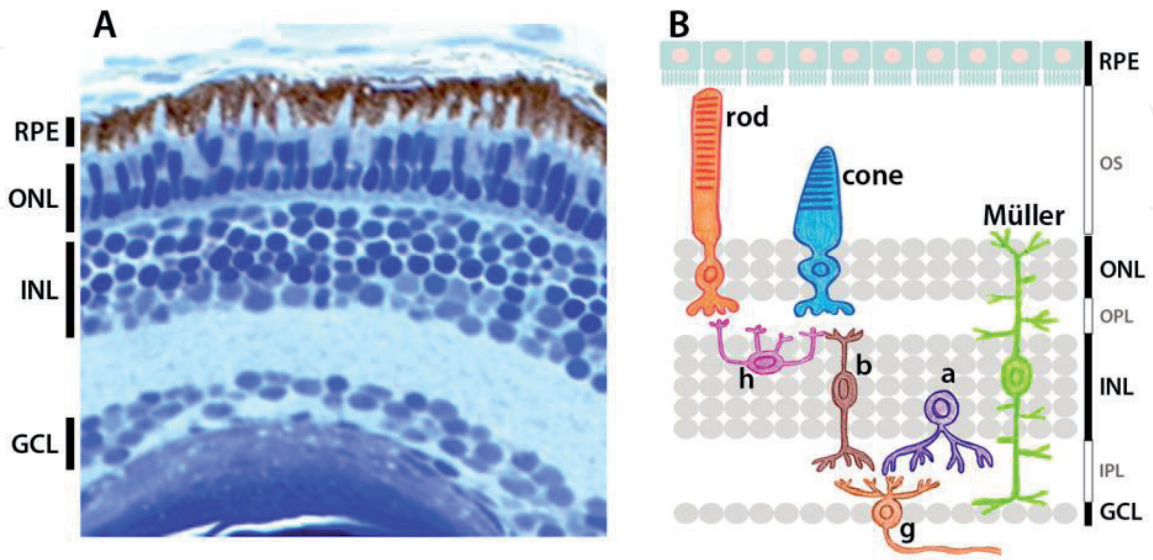 A
RPE
ONL
INL
GCL
B
RPE
rod
OS
cone
Müller
ONL
OPL
h
b
a
INL
IPL
GCL
g